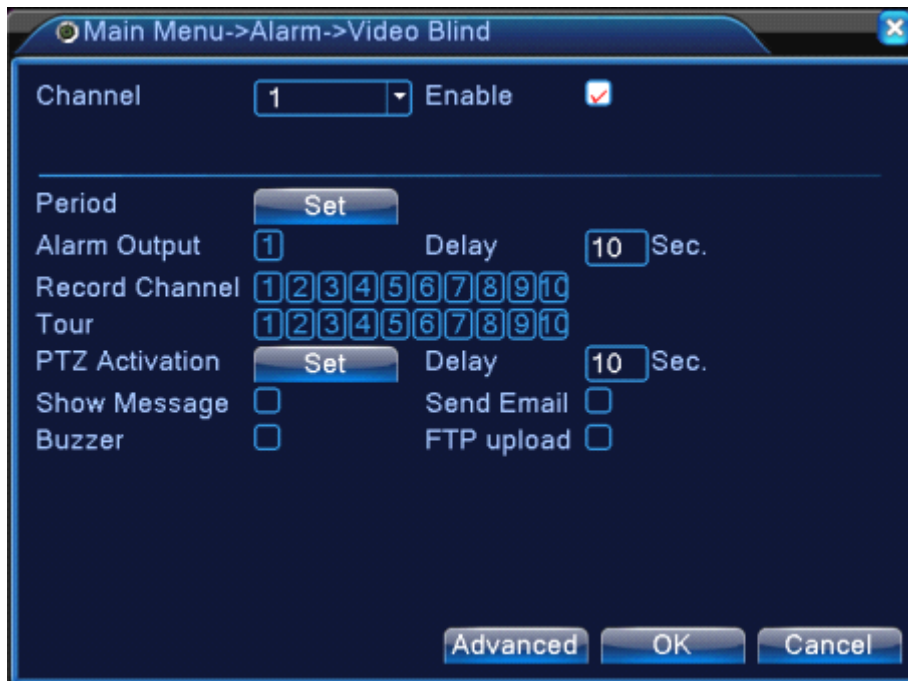 Main Menu->Alarm->Video Blind
Channel 1 Enable
Period Set
Alarm Output 1 Delay 10 Sec.
Record Channel 1 2 3 4 5 6 7 8 9 10
Tour 1 2 3 4 5 6 7 8 9 10
PTZ Activation Set Delay 10 Sec.
Show Message Send Email
Buzzer FTP upload
Advanced OK Cancel